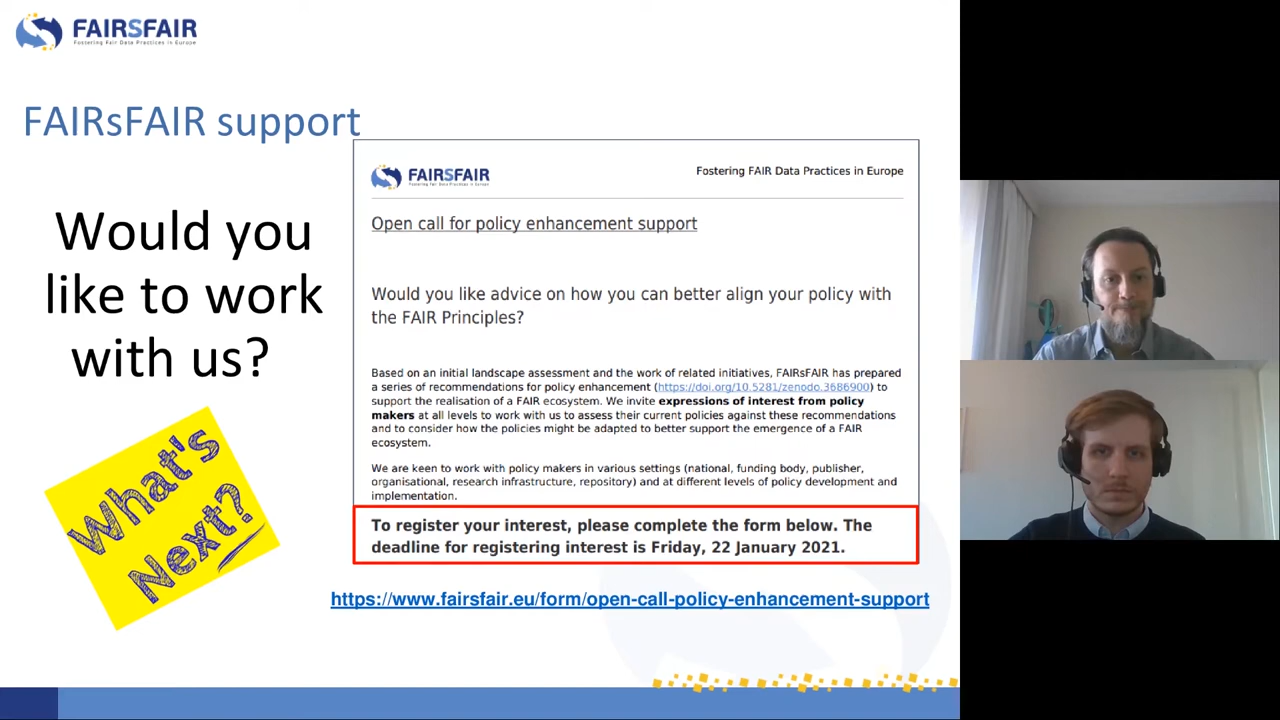 FAIRSFAIR
Fostering Fair Data Practices in Europe
FAIRsFAIR support
Would you
like to work
with us?
What's
Next?
FAIRSFAIR
Fostering FAIR Data Practices in Europe
Fostering FAIR Data Practices in Europe
Open call for policy enhancement support
Would you like advice on how you can better align your policy with
the FAIR Principles?
Based on an initial landscape assessment and the work of related initiatives, FAIRsFAIR has prepared
a series of recommendations for policy enhancement (https://doi.org/10.5281/zenodo.3686900) to
support the realisation of a FAIR ecosystem. We invite expressions of interest from policy
makers at all levels to work with us to assess their current policies against these recommendations
and to consider how the policies might be adapted to better support the emergence of a FAIR
ecosystem.
We are keen to work with policy makers in various settings (national, funding body, publisher,
organisational, research infrastructure, repository) and at different levels of policy development and
implementation.
To register your interest, please complete the form below. The
deadline for registering interest is Friday, 22 January 2021.
https://www.fairsfair.eu/form/open-call-policy-enhancement-support